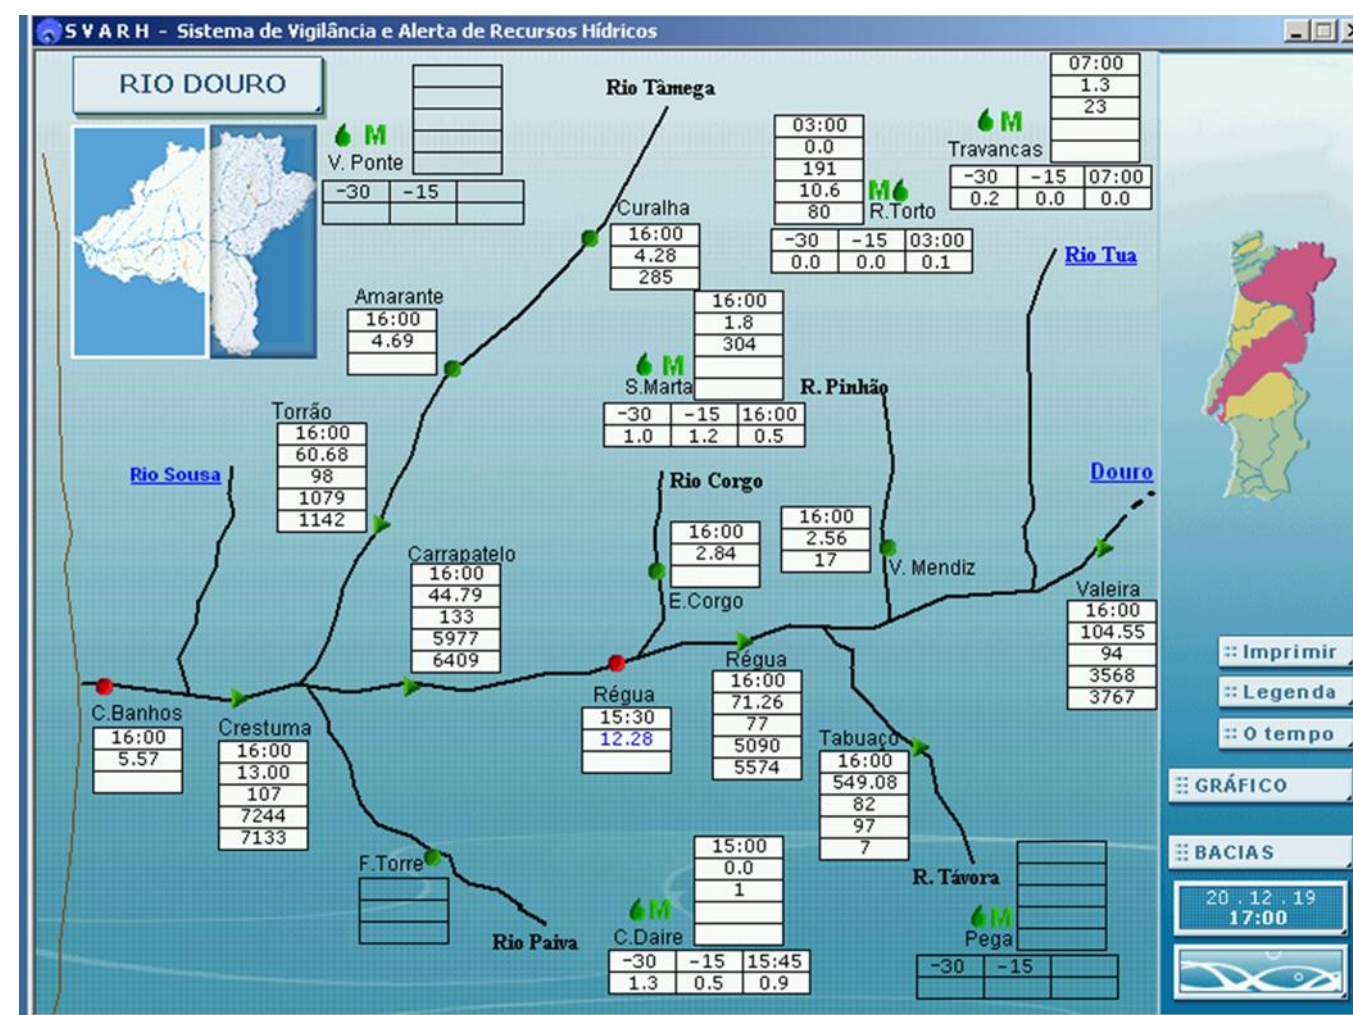 SVARH - Sistema de Vigilância e Alerta de Recursos Hídricos
RIO DOURO
M
V. Ponte
-30 -15
Rio Tâmega
03:00
0.0
191
10.6
80
M
R.Torto
-30 -15 03:00
0.0 0.0 0.1
07:00
1.3
23
M
Travancas
-30 -15 07:00
0.2 0.0 0.0
Curalha
16:00
4.28
285
Rio Tua
Amarante
16:00
4.69
16:00
1.8
304
M
S.Marta
-30 -15 16:00
1.0 1.2 0.5
R. Pinhão
Torrão
16:00
60.68
98
1079
1142
Rio Sousa
Rio Corgo
Douro
16:00
2.84
E.Corgo
16:00
2.56
17
V. Mendiz
Carrapatelo
16:00
44.79
133
5977
6409
Valeira
16:00
104.55
94
3568
3767
C.Banhos
16:00
5.57
Crestuma
16:00
13.00
107
7244
7133
Régua
15:30
12.28
Régua
16:00
71.26
77
5090
5574
Tabuaço
16:00
549.08
82
97
7
F.Torre
Rio Paiva
15:00
0.0
1
M
C.Daire
-30 -15 15:45
1.3 0.5 0.9
R. Távora
M
Pega
-30 -15
Imprimir
Legenda
O tempo
GRÁFICO
BACIAS
20.12.19
17:00